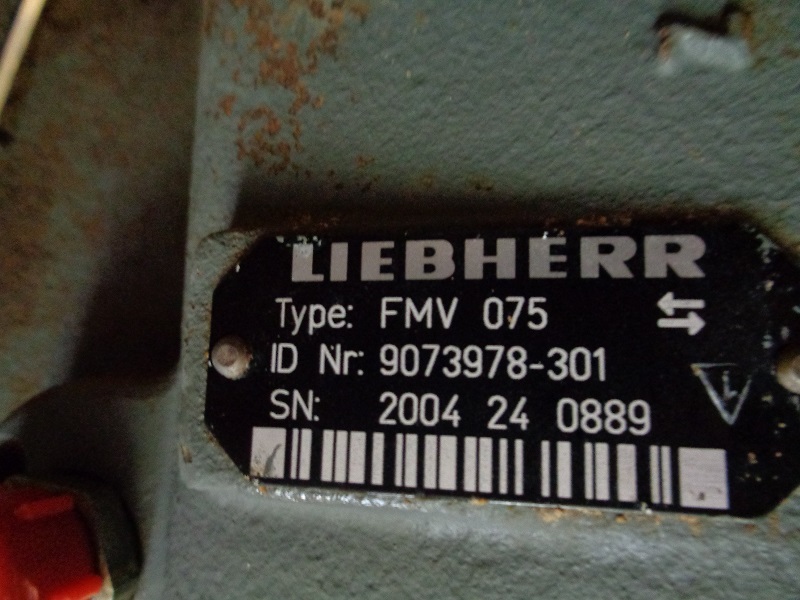 LIEBHERR
Type: FMV 075
ID Nr: 9073978-301
SN: 2004 24 0889